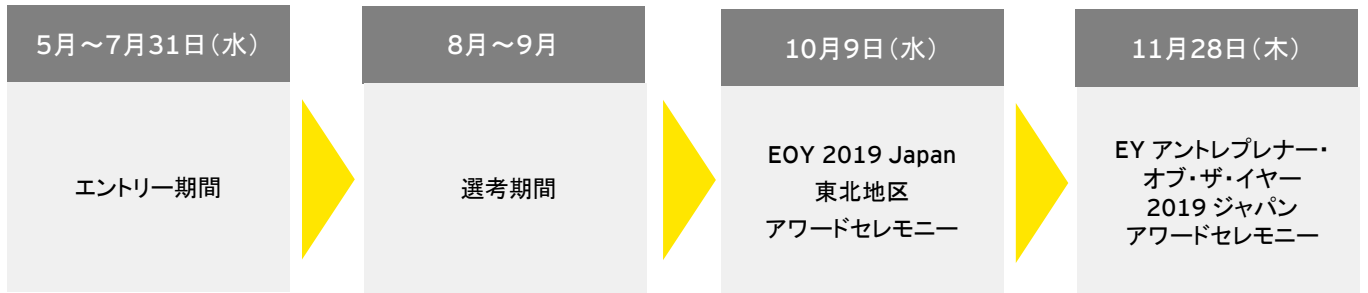 5月～7月31日（水）
エントリー期間
8月～9月
選考期間
10月9日（水）
EOY 2019 Japan
東北地区
アワードセレモニー
11月28日（木）
EY アントレプレナー・
オブ・ザ・イヤー
2019 ジャパン
アワードセレモニー